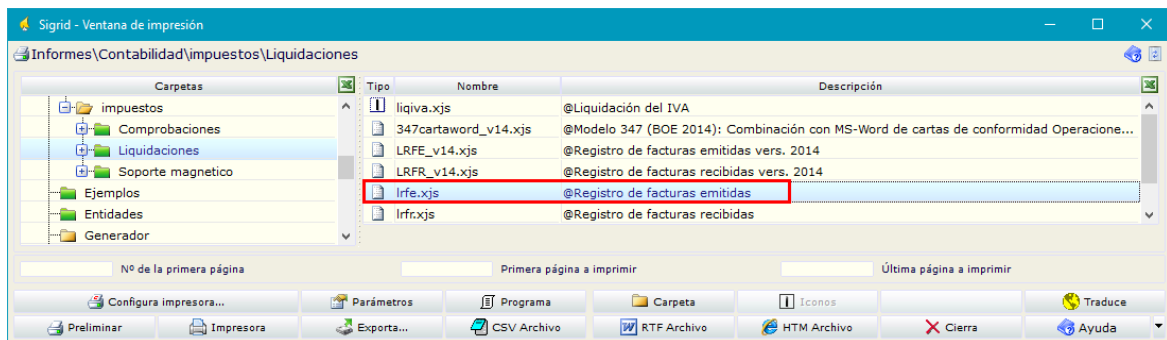 Sigrid - Ventana de impresión
Informes\Contabilidad\impuestos\Liquidaciones
Carpetas Tipo Nombre Descripción
impuestos
Comprobaciones
Liquidaciones
Soporte magnetico
Ejemplos
Entidades
Generador
liqiva.xjs @Liquidación del IVA
347cartaword_v14.xjs @Modelo 347 (BOE 2014): Combinación con MS-Word de cartas de conformidad Operacione...
LRFE_v14.xjs @Registro de facturas emitidas vers. 2014
LRFR_v14.xjs @Registro de facturas recibidas vers. 2014
lrfe.xjs @Registro de facturas emitidas
lrfr.xjs @Registro de facturas recibidas
Nº de la primera página Primera página a imprimir Última página a imprimir
Configura impresora... Parámetros Programa Carpeta Iconos Traduce
Preliminar Impresora Exporta... CSV Archivo RTF Archivo HTM Archivo Cierra Ayuda